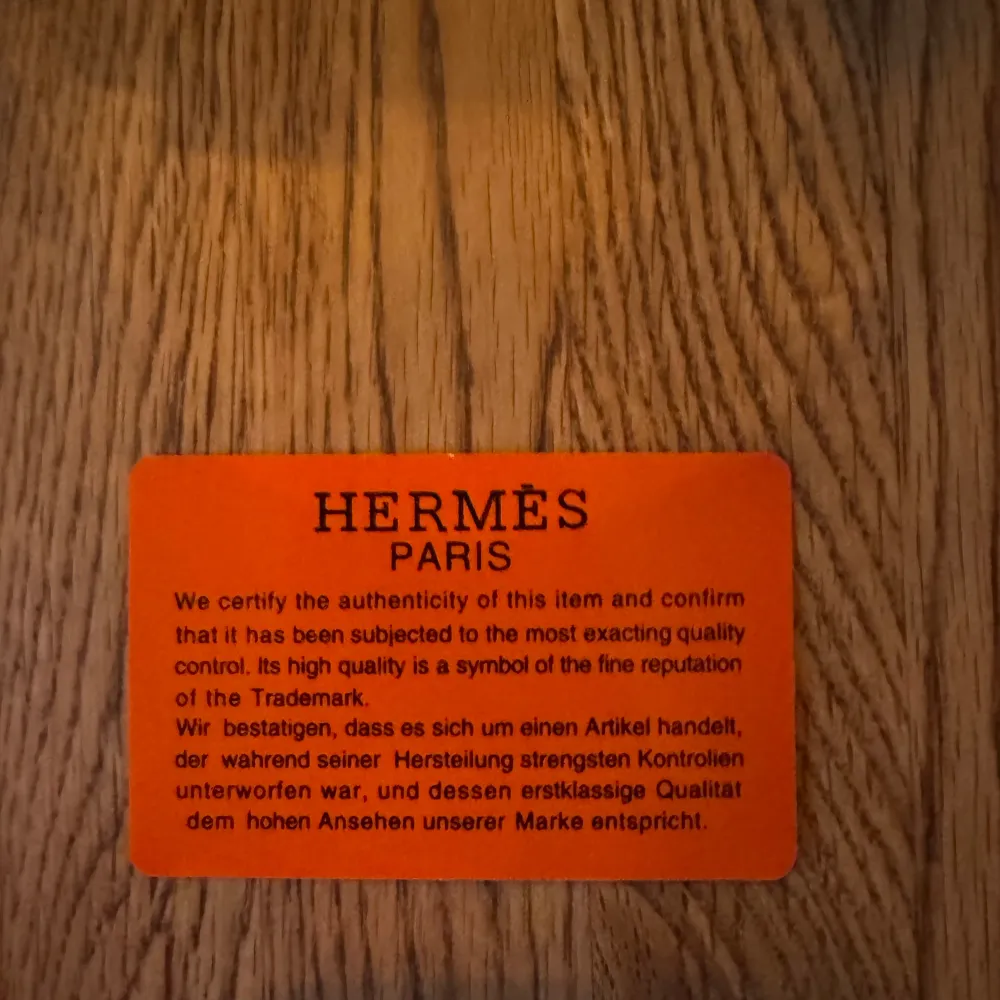 HERMÈS
PARIS
We certify the authenticity of this item and confirm
that it has been subjected to the most exacting quality
control. Its high quality is a symbol of the fine reputation
of the Trademark.
Wir bestatigen, dass es sich um einen Artikel handelt,
der wahrend seiner Hersteilung strengsten Kontrolien
unterworfen war, und dessen erstklassige Qualitat
dem hohen Ansehen unserer Marke entspricht.